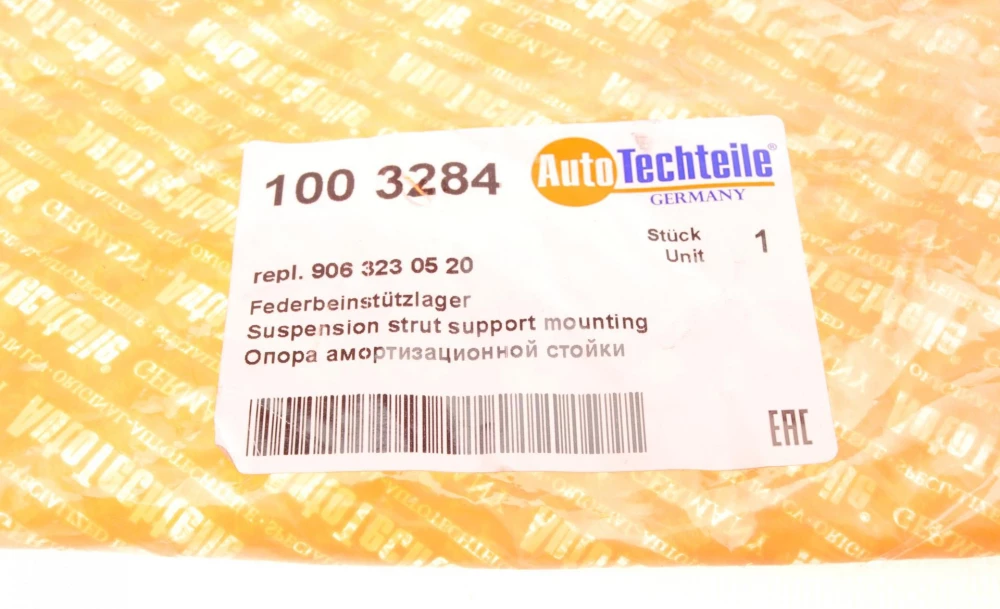 100 3284
AutoTechteile®
GERMANY
Stück 1
Unit
repl. 906 323 05 20
Federbeinstützlager
Suspension strut support mounting
Опора амортизационной стойки
EAC